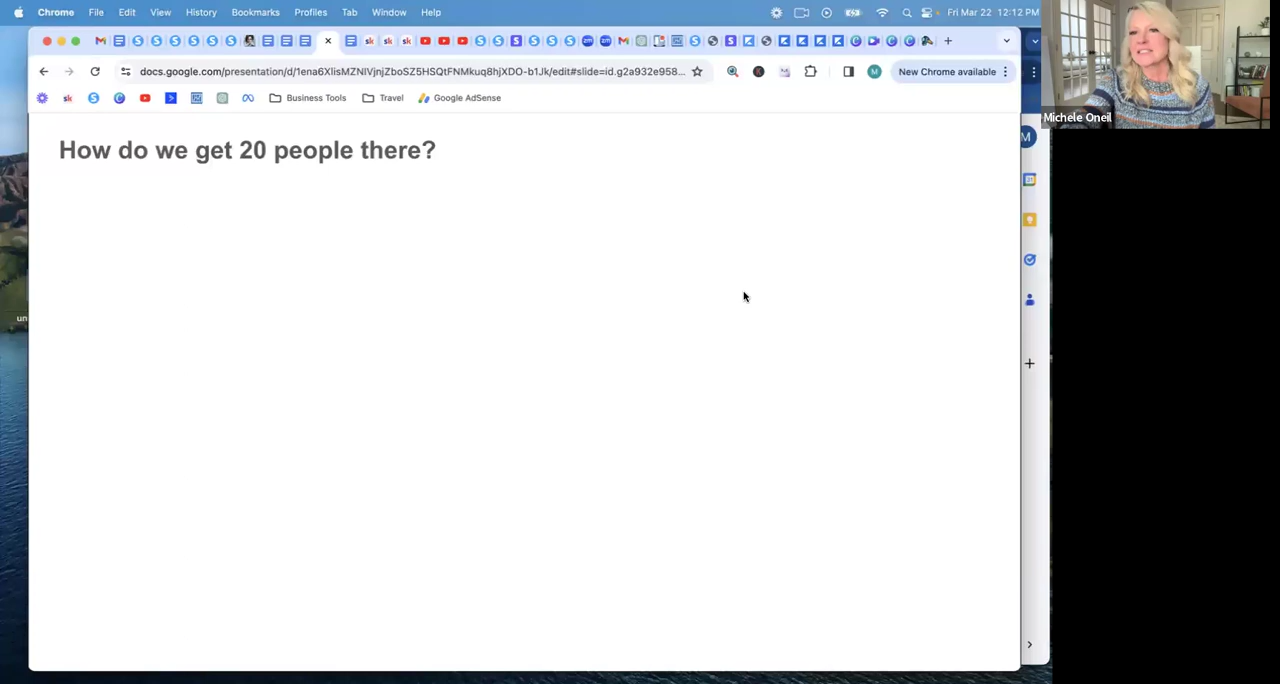 Chrome File Edit View History Bookmarks Profiles Tab Window Help Fri Mar 22 12:12 PM
docs.google.com/presentation/d/1ena6XlisMZNlVjnjZboSZ5HSQtFNMkuq8hjXDO-b1Jk/edit#slide=id.g2a932e958... New Chrome available
Business Tools Travel Google AdSense
Michele Oneil
How do we get 20 people there?
M
un